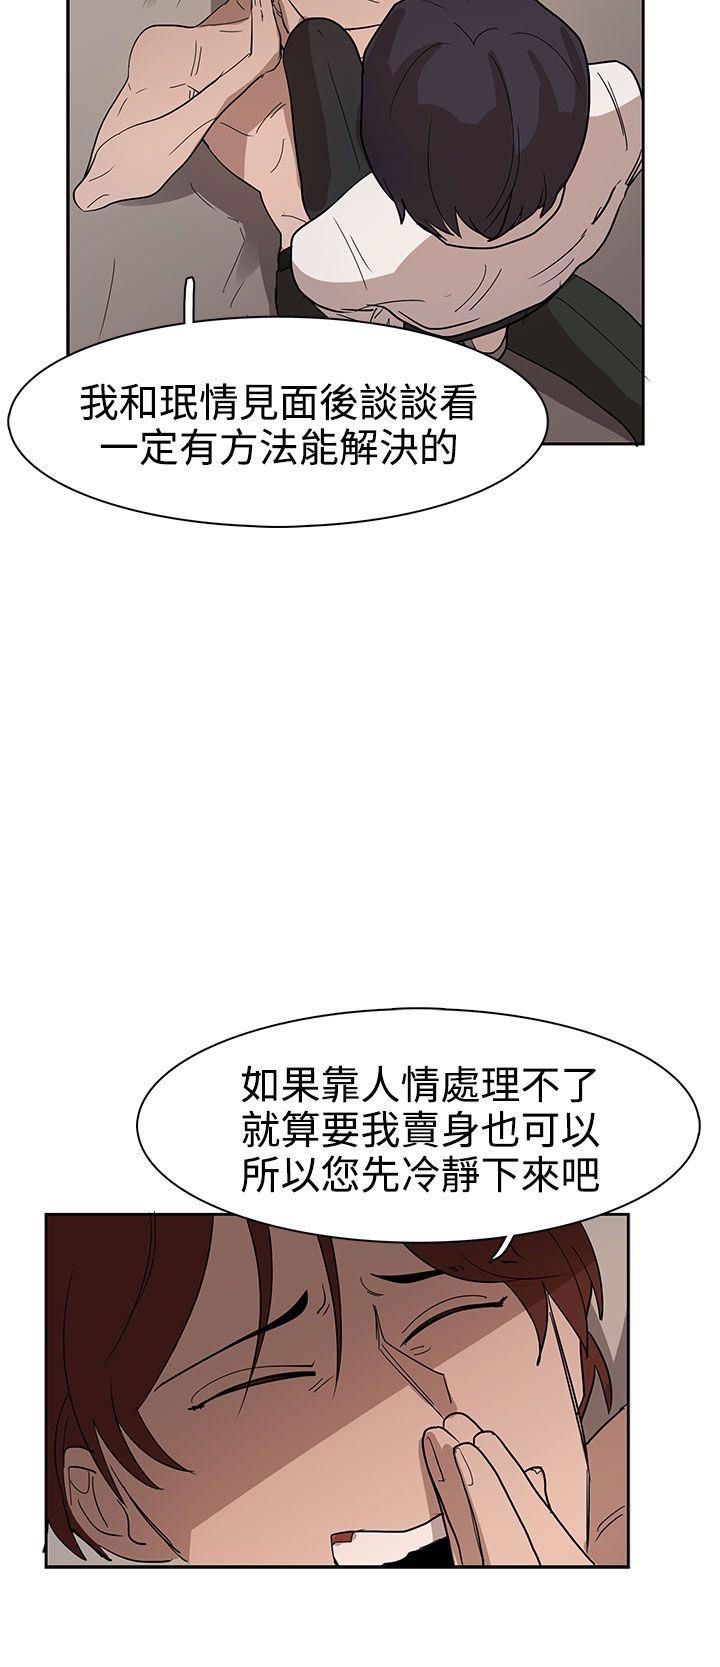 我和珉情見面後談談看
一定有方法能解決的
如果靠人情處理不了
就算要我賣身也可以
所以您先冷靜下來吧